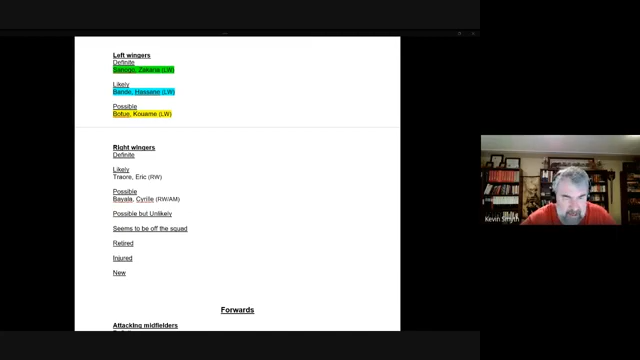 Left wingers
Definite
Sanogo, Zakaria (LW)
Likely
Bande, Hassane (LW)
Possible
Botue, Kouame (LW)
Right wingers
Definite
Likely
Traore, Eric (RW)
Possible
Bayala, Cyrille (RW/AM)
Possible but Unlikely
Seems to be off the squad
Retired
Injured
New
Forwards
Attacking midfielders
Kevin Smyth